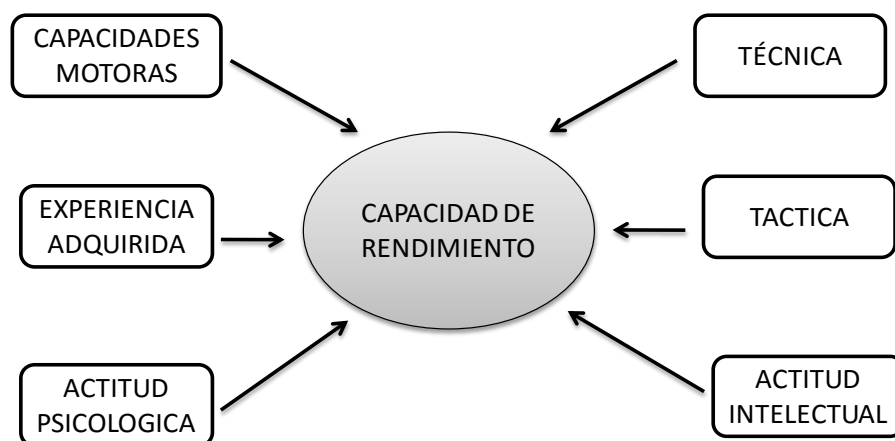 CAPACIDADES
MOTORAS
TÉCNICA
EXPERIENCIA
ADQUIRIDA
CAPACIDAD DE
RENDIMIENTO
TACTICA
ACTITUD
PSICOLOGICA
ACTITUD
INTELECTUAL